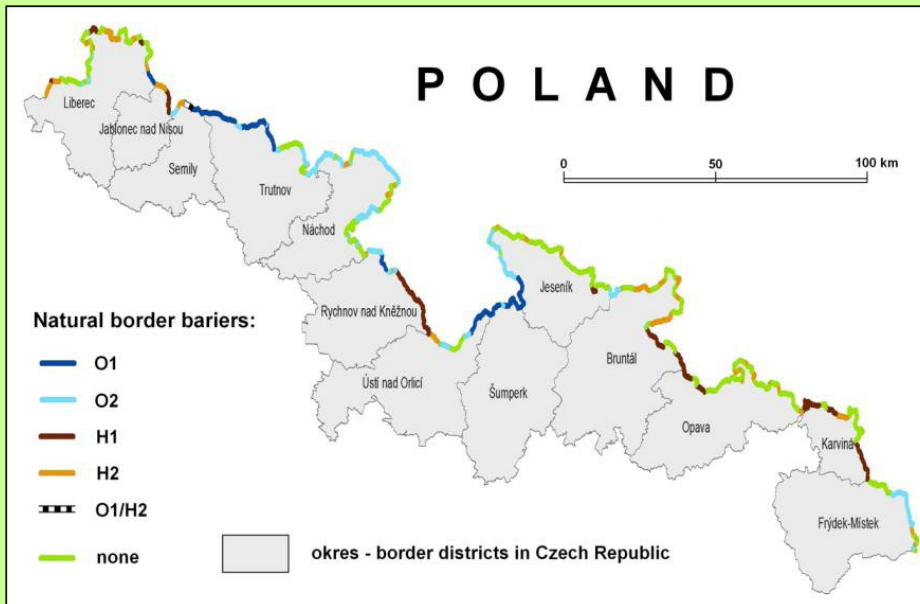 POLAND
0 50 100 km
Liberec
Jablonec nad Nisou
Semily
Trutnov
Náchod
Jeseník
Rychnov nad Kněžnou
Bruntál
Ústí nad Orlicí
Šumperk
Opava
Karviná
Frýdek-Místek
Natural border bariers:
O1
O2
H1
H2
O1/H2
none
okres - border districts in Czech Republic